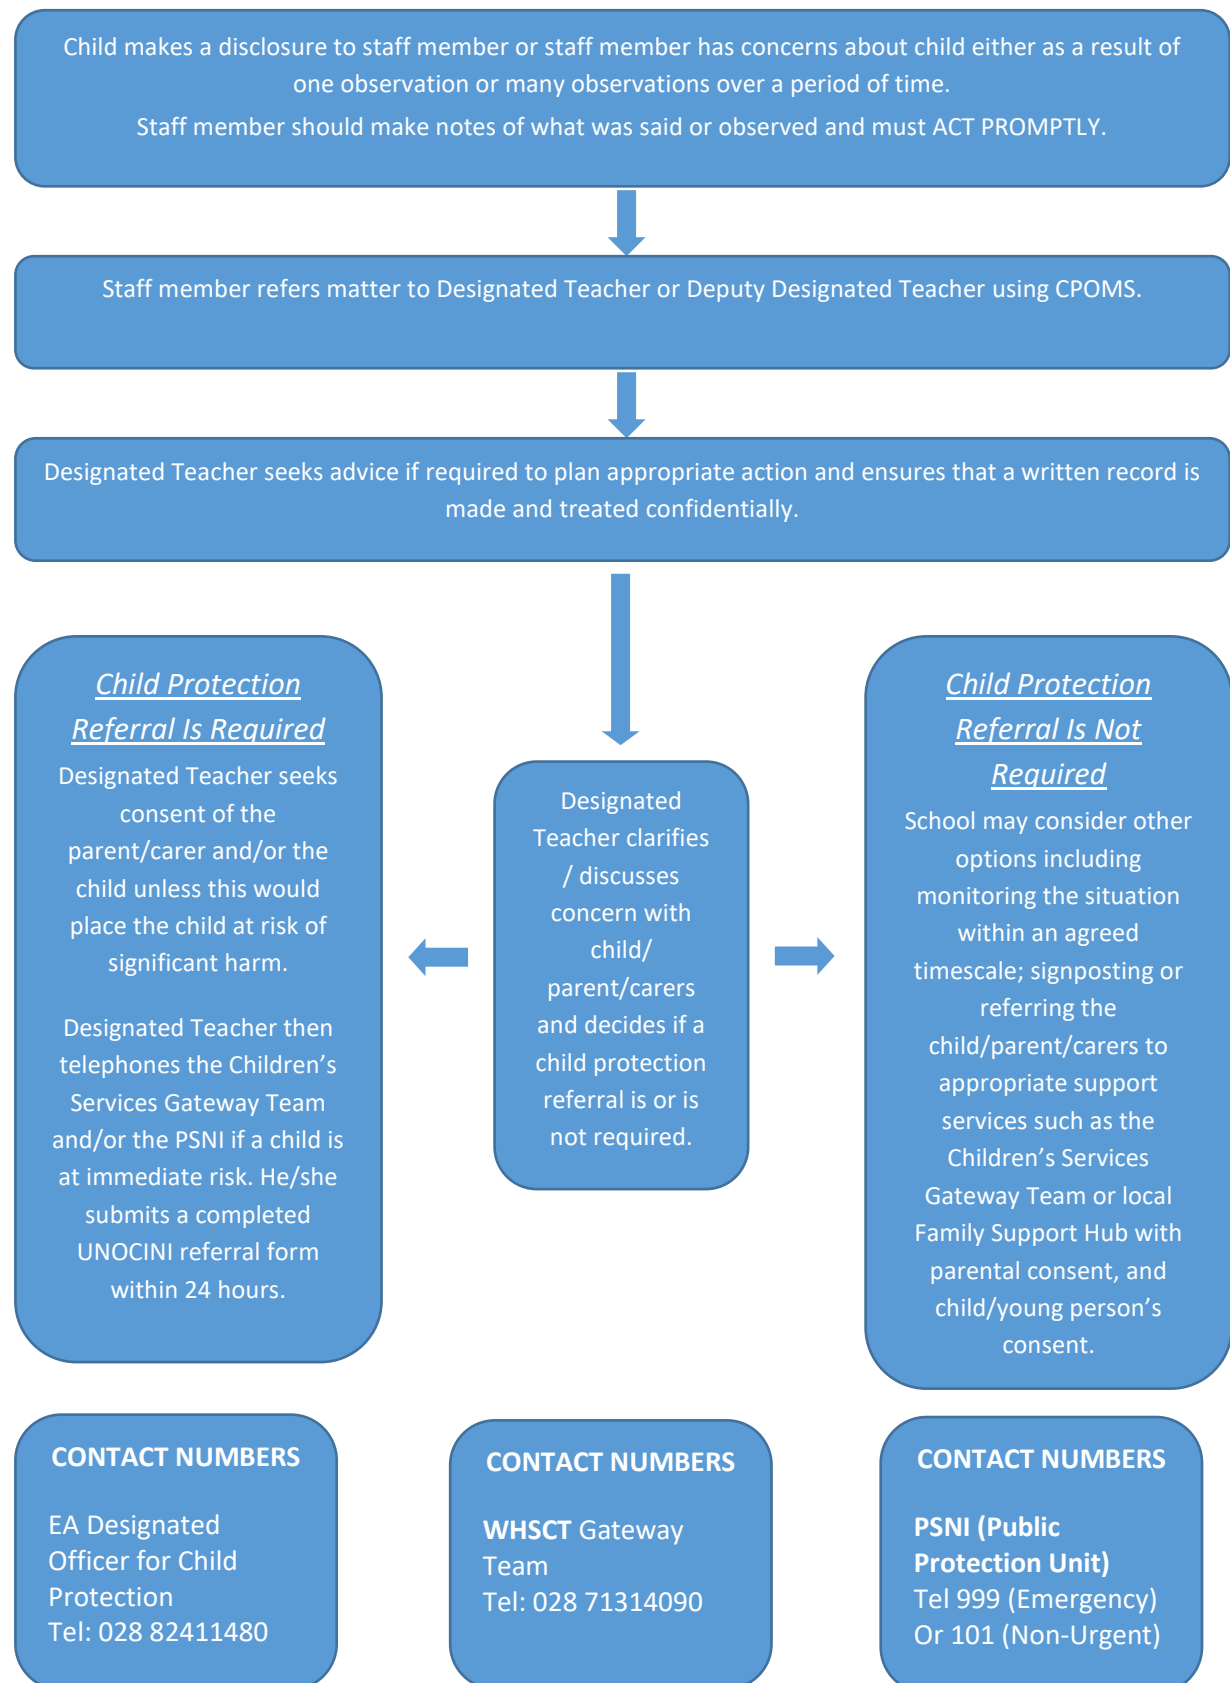 Child makes a disclosure to staff member or staff member has concerns about child either as a result of
one observation or many observations over a period of time.
Staff member should make notes of what was said or observed and must ACT PROMPTLY.
Staff member refers matter to Designated Teacher or Deputy Designated Teacher using CPOMS.
Designated Teacher seeks advice if required to plan appropriate action and ensures that a written record is
made and treated confidentially.
Child Protection
Referral Is Required
Designated Teacher seeks
consent of the
parent/carer and/or the
child unless this would
place the child at risk of
significant harm.
Designated Teacher then
telephones the Children’s
Services Gateway Team
and/or the PSNI if a child is
at immediate risk. He/she
submits a completed
UNOCINI referral form
within 24 hours.
Designated
Teacher clarifies
/ discusses
concern with
child/
parent/carers
and decides if a
child protection
referral is or is
not required.
Child Protection
Referral Is Not
Required
School may consider other
options including
monitoring the situation
within an agreed
timescale; signposting or
referring the
child/parent/carers to
appropriate support
services such as the
Children’s Services
Gateway Team or local
Family Support Hub with
parental consent, and
child/young person’s
consent.
CONTACT NUMBERS
EA Designated
Officer for Child
Protection
Tel: 028 82411480
CONTACT NUMBERS
WHSCT Gateway
Team
Tel: 028 71314090
CONTACT NUMBERS
PSNI (Public
Protection Unit)
Tel 999 (Emergency)
Or 101 (Non-Urgent)